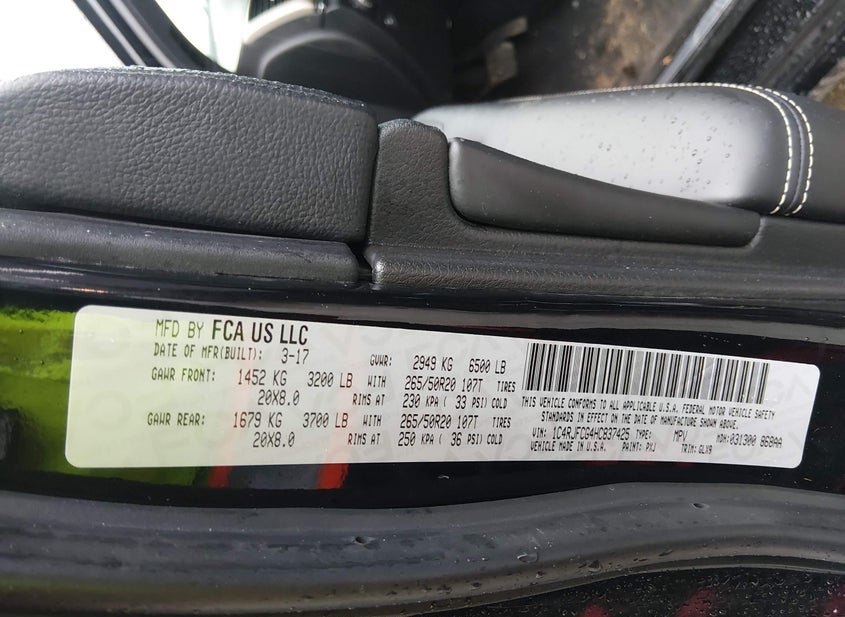 MFD BY FCA US LLC
DATE OF MFR(BUILT): 3-17 GVWR: 2949 KG 6500 LB
GAWR FRONT: 1452 KG 3200 LB WITH 265/50R20 107T TIRES
20X8.0 RIMS AT 230 KPA ( 33 PSI) COLD
GAWR REAR: 1679 KG 3700 LB WITH 265/50R20 107T TIRES
20X8.0 RIMS AT 250 KPA ( 36 PSI) COLD
THIS VEHICLE CONFORMS TO ALL APPLICABLE U.S.A. FEDERAL MOTOR VEHICLE SAFETY
STANDARDS IN EFFECT ON THE DATE OF MANUFACTURE SHOWN ABOVE.
VIN: 1C4RJFCG4HC837425 TYPE: MPV MDH: 031300 868AA
VEHICLE MADE IN U.S.A. PAINT: PXJ TRIM: GLX9